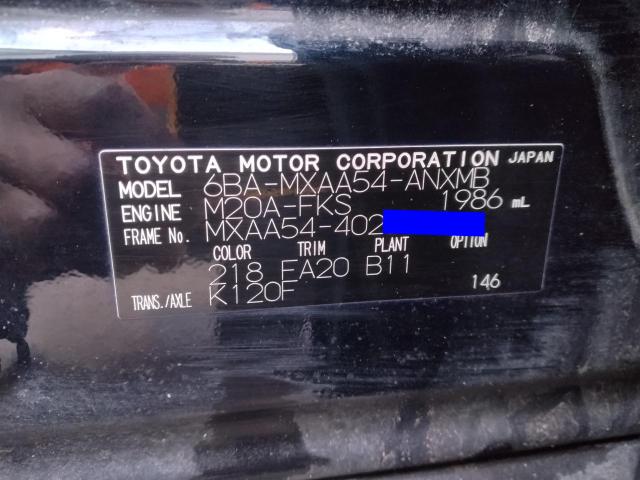 TOYOTA MOTOR CORPORATION JAPAN
MODEL 6BA-MXAA54-ANXMB
ENGINE M20A-FKS 1986 mL
FRAME No. MXAA54-402
COLOR TRIM PLANT OPTION
218 FA20 B11
TRANS./AXLE K120F 146